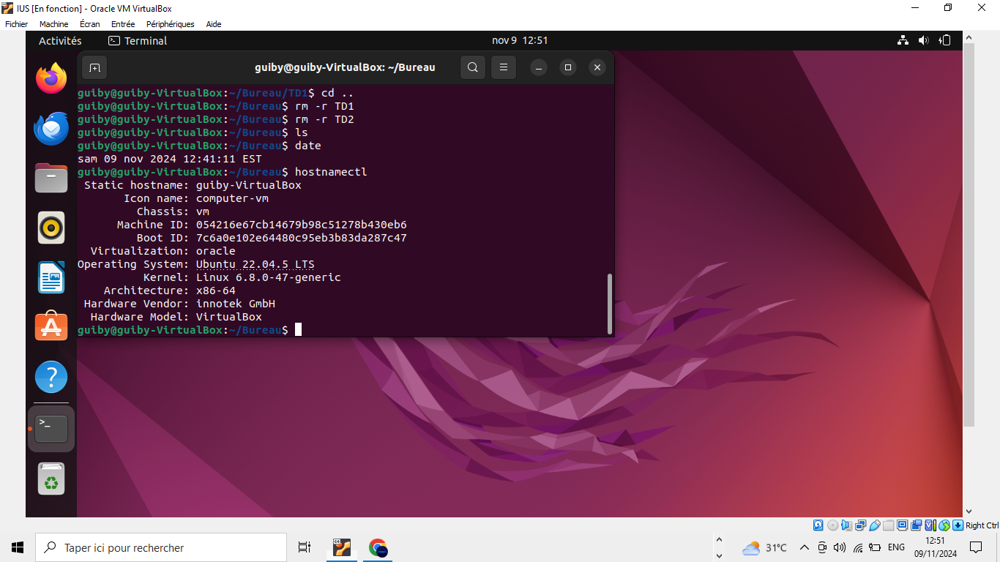 IUS [En fonction] - Oracle VM VirtualBox
Fichier Machine Écran Entrée Périphériques Aide
Activités Terminal nov 9 12:51
guiby@guiby-VirtualBox: ~/Bureau
guiby@guiby-VirtualBox:~/Bureau/TD1$ cd ..
guiby@guiby-VirtualBox:~/Bureau$ rm -r TD1
guiby@guiby-VirtualBox:~/Bureau$ rm -r TD2
guiby@guiby-VirtualBox:~/Bureau$ ls
guiby@guiby-VirtualBox:~/Bureau$ date
sam 09 nov 2024 12:41:11 EST
guiby@guiby-VirtualBox:~/Bureau$ hostnamectl
Static hostname: guiby-VirtualBox
Icon name: computer-vm
Chassis: vm
Machine ID: 054216e67cb14679b98c51278b430eb6
Boot ID: 7c6a0e102e64480c95eb3b83da287c47
Virtualization: oracle
Operating System: Ubuntu 22.04.5 LTS
Kernel: Linux 6.8.0-47-generic
Architecture: x86-64
Hardware Vendor: innotek GmbH
Hardware Model: VirtualBox
guiby@guiby-VirtualBox:~/Bureau$
Right Ctrl
Taper ici pour rechercher
31°C
ENG
12:51
09/11/2024